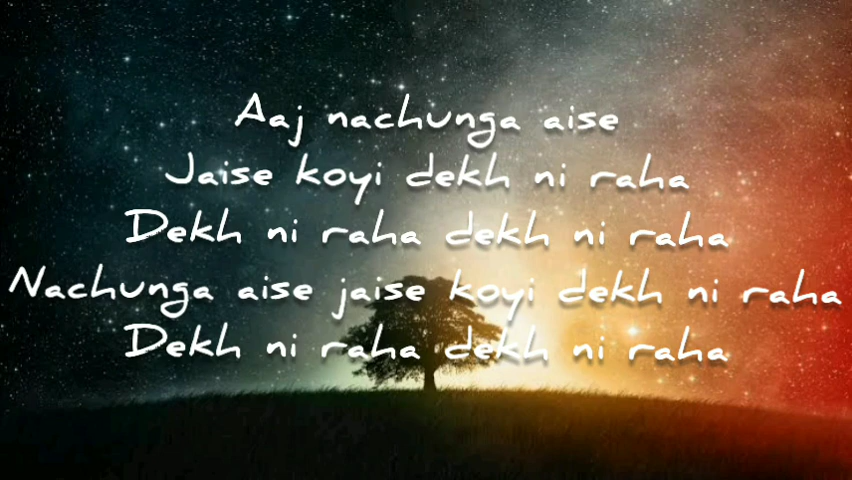 Aaj nachunga aise
Jaise koyi dekh ni raha
Dekh ni raha dekh ni raha
Nachunga aise jaise koyi dekh ni raha
Dekh ni raha dekh ni raha